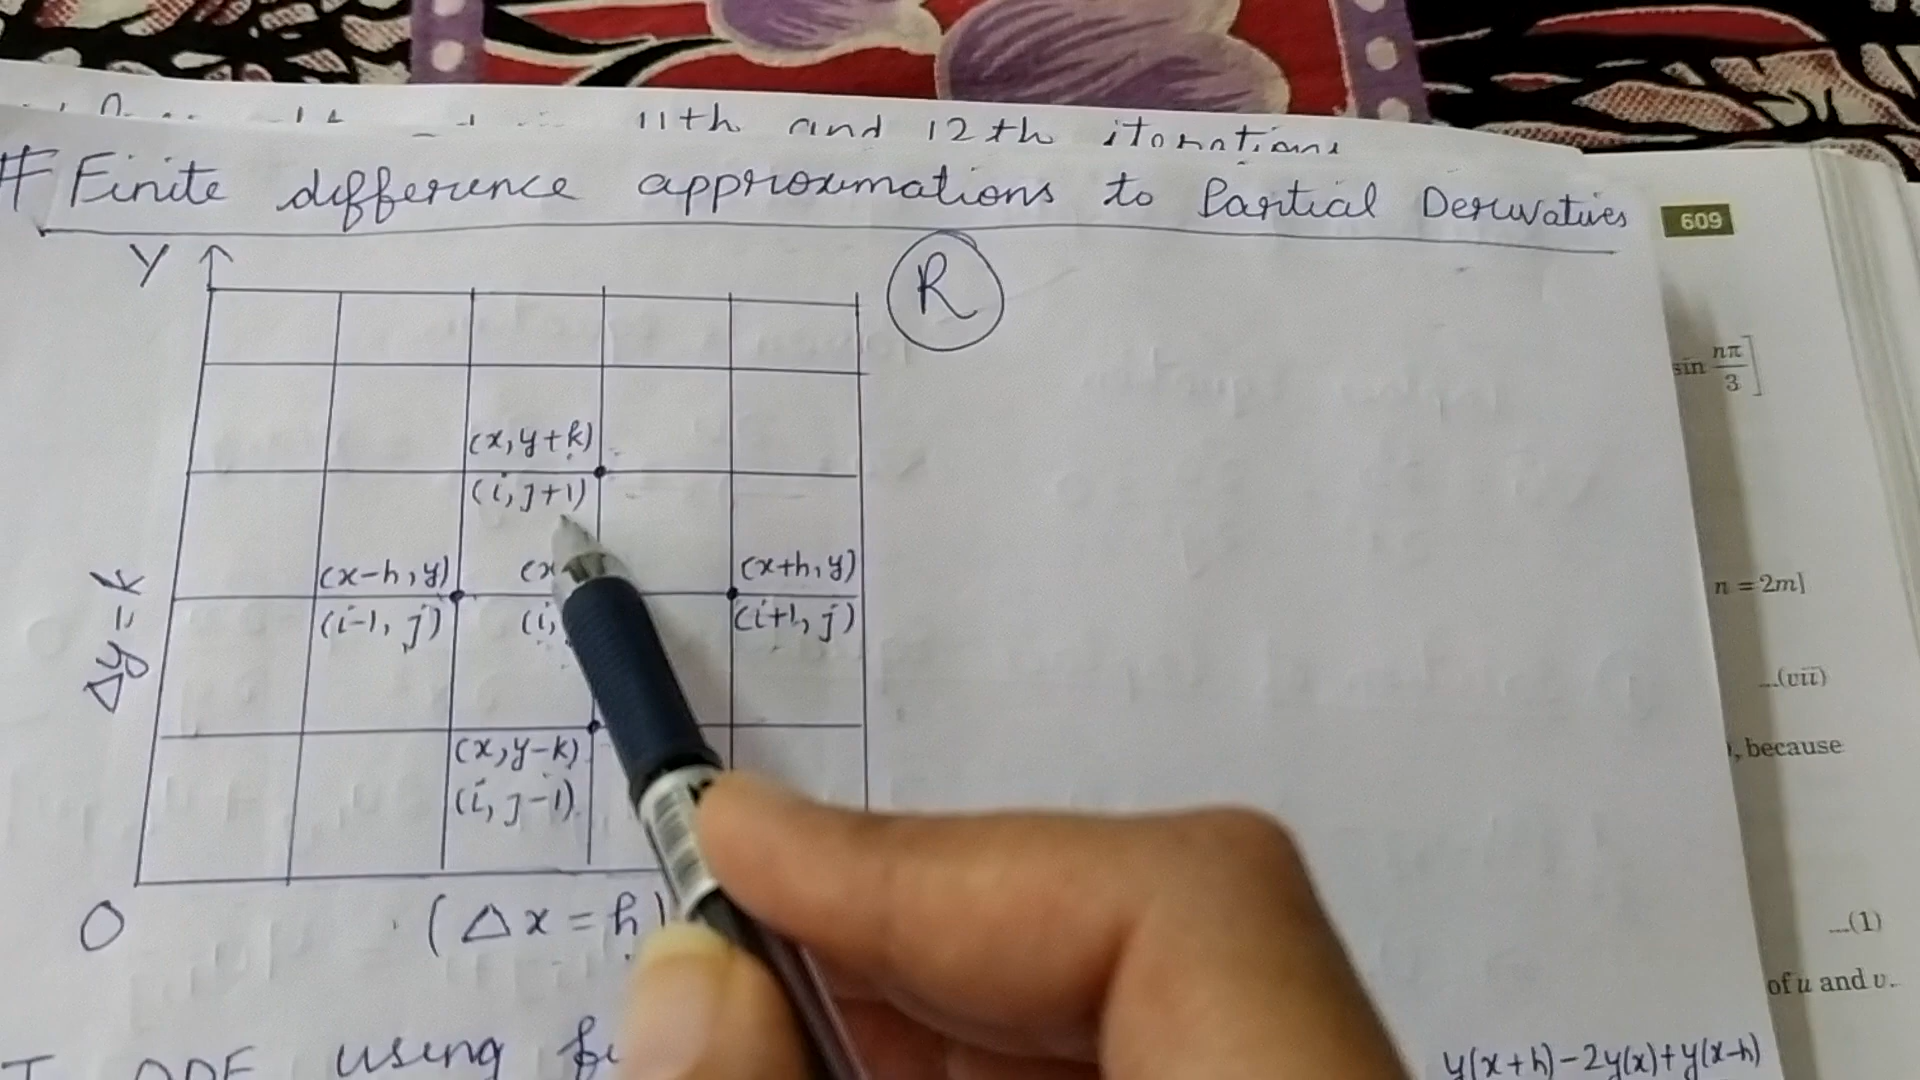 11th and 12th iterations
# Finite difference approximations to Partial Derivatives
609
Y
R
sin nπ/3]
(x, y+k)
(i, j+1)
(x-h, y)
(x
(x+h, y)
n = 2m]
(i-1, j)
(i,
(i+1, j)
Δy = k
...(vii)
, because
(x, y-k)
(i, j-1)
O
(Δx = h)
...(1)
of u and v.
using
y(x+h)-2y(x)+y(x-h)